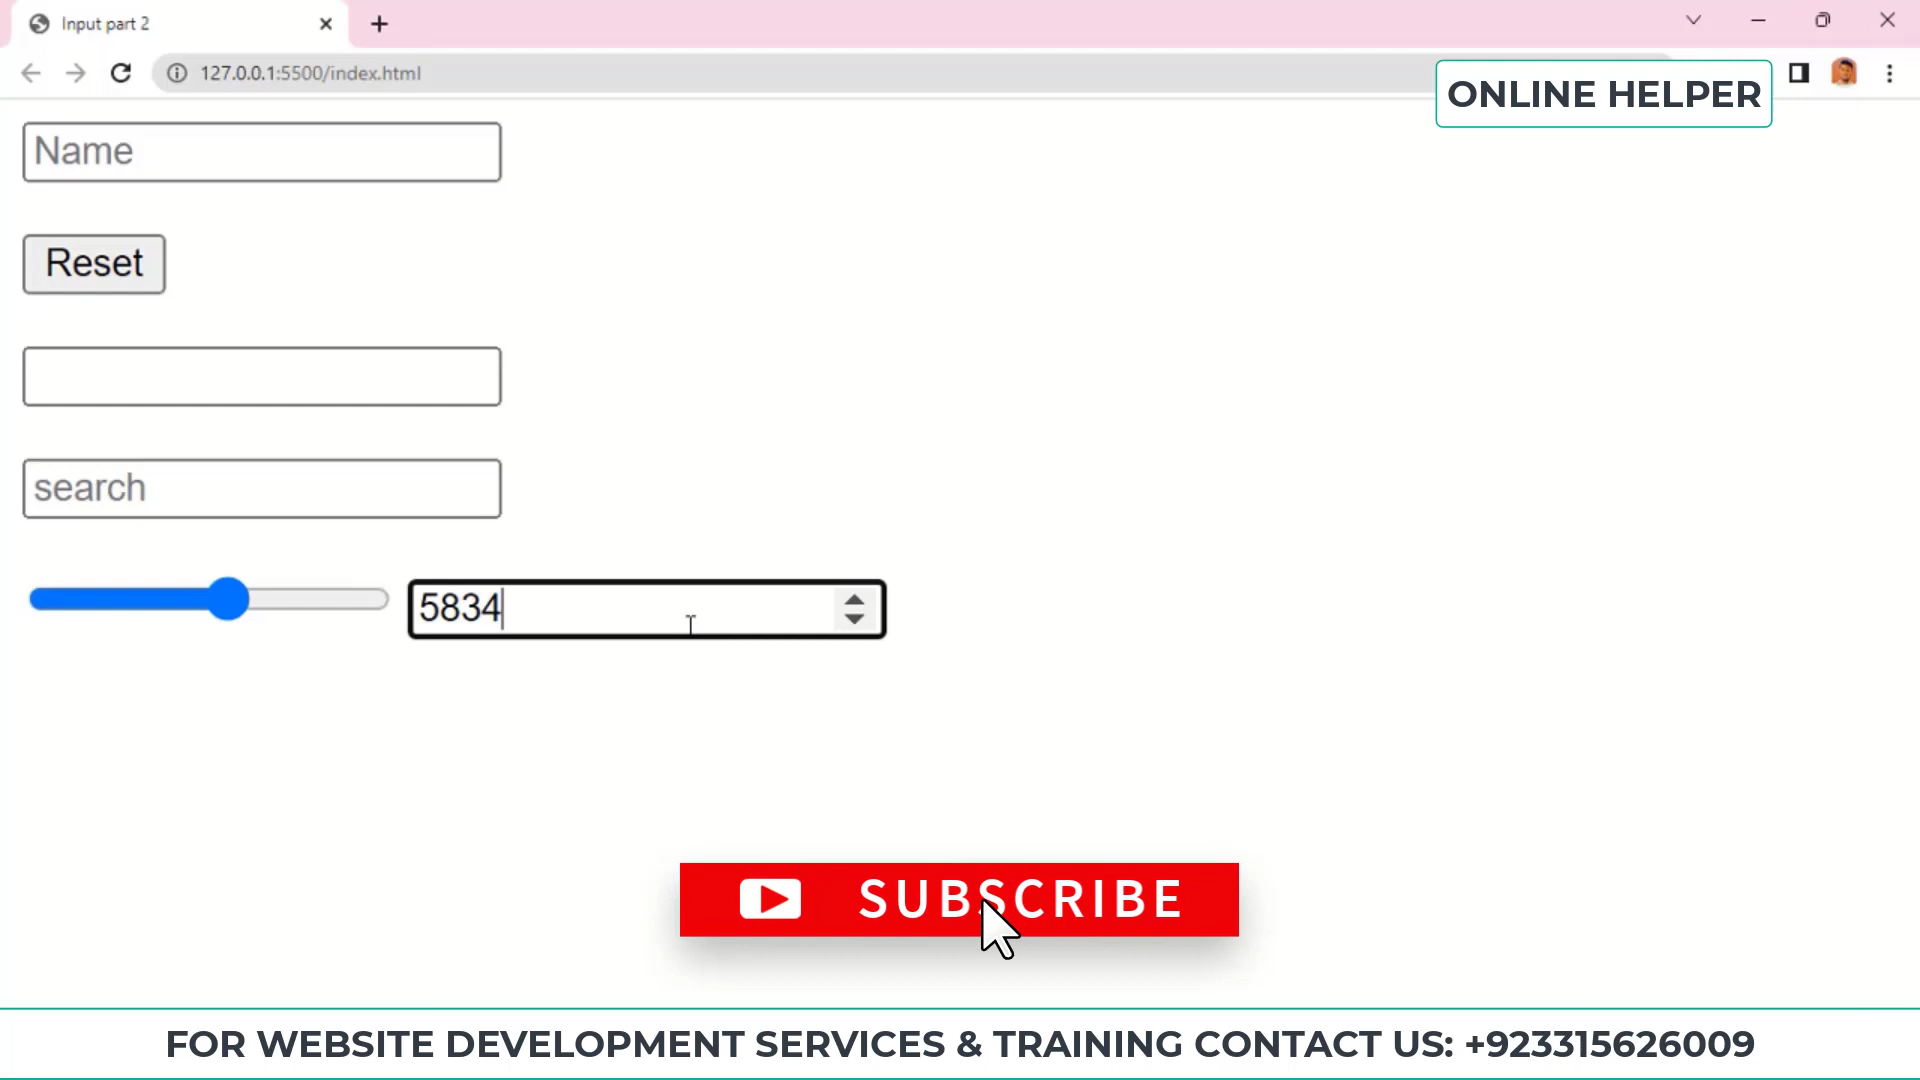 Input part 2
127.0.0.1:5500/index.html
ONLINE HELPER
Name
Reset
search
5834
SUBSCRIBE
FOR WEBSITE DEVELOPMENT SERVICES & TRAINING CONTACT US: +923315626009